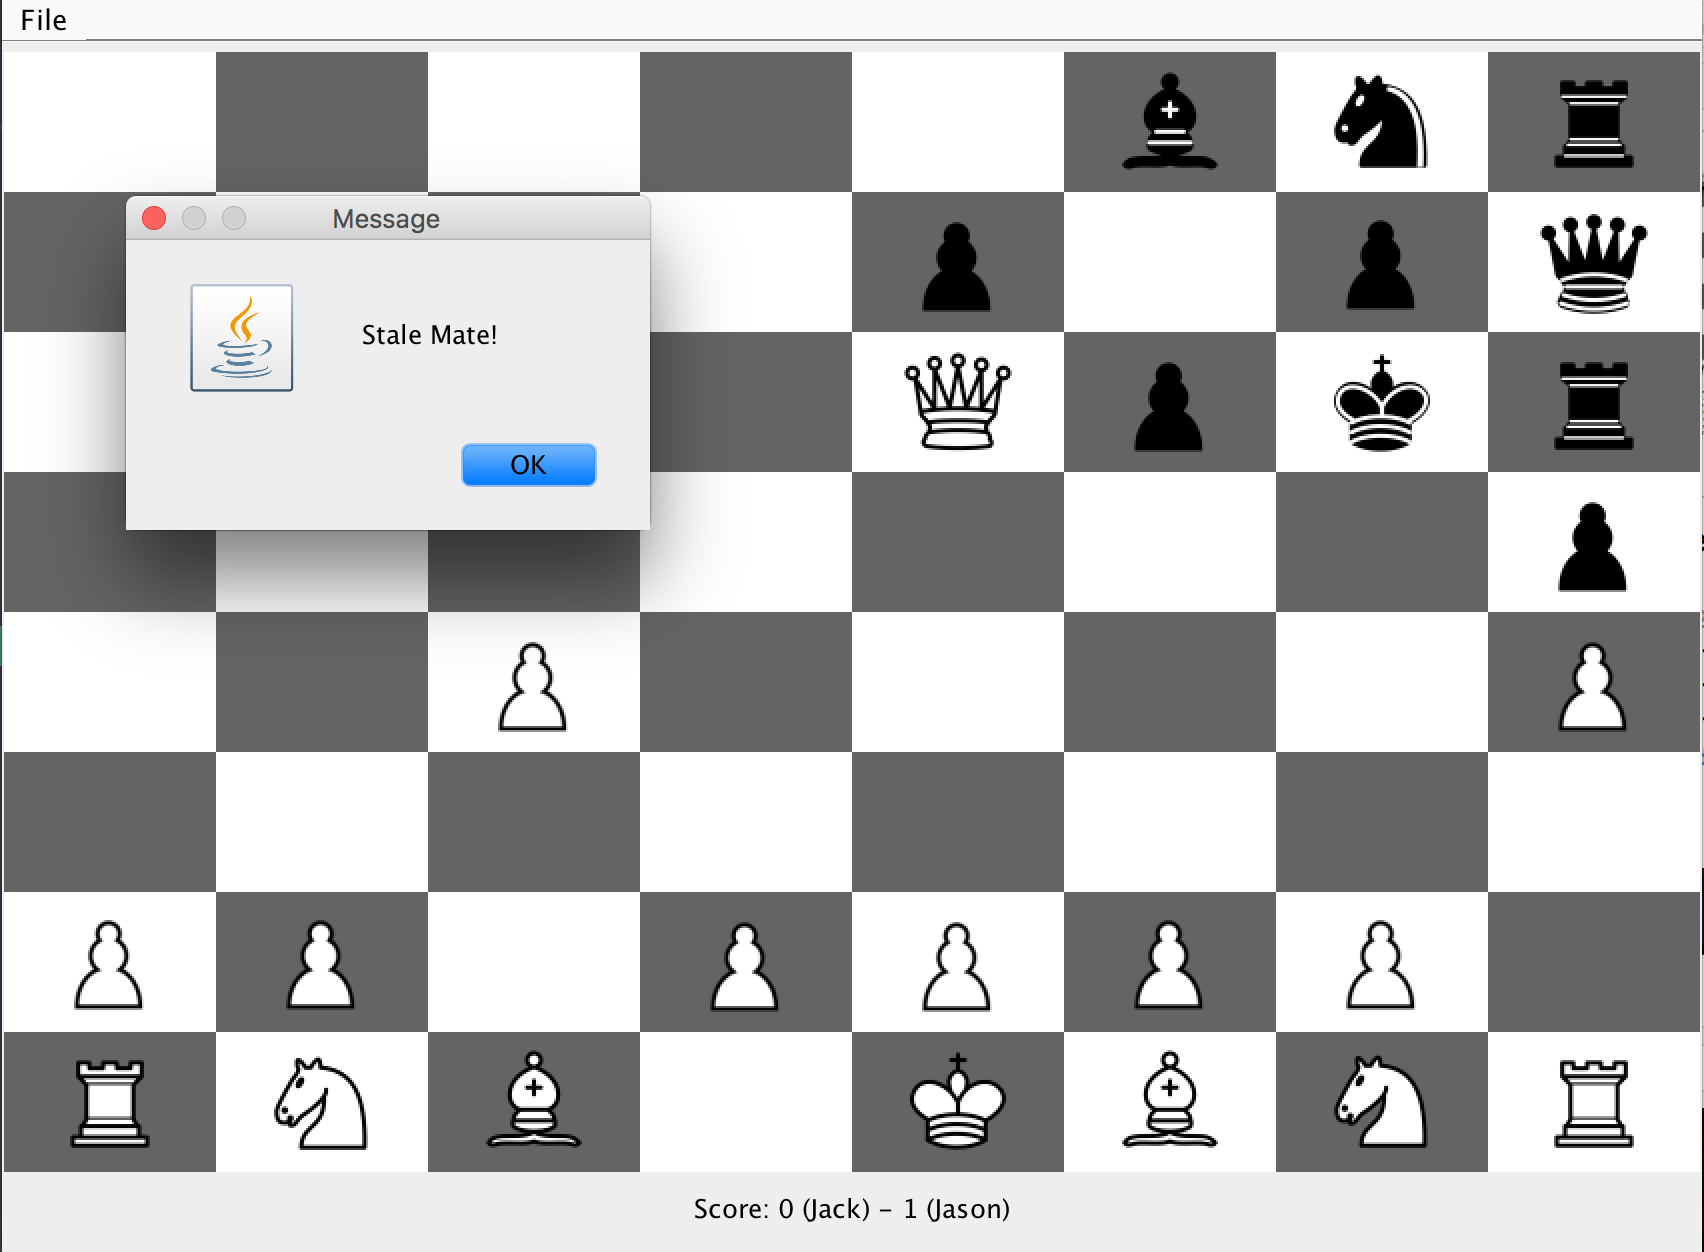 File
Message
Stale Mate!
OK
Score: 0 (Jack) - 1 (Jason)